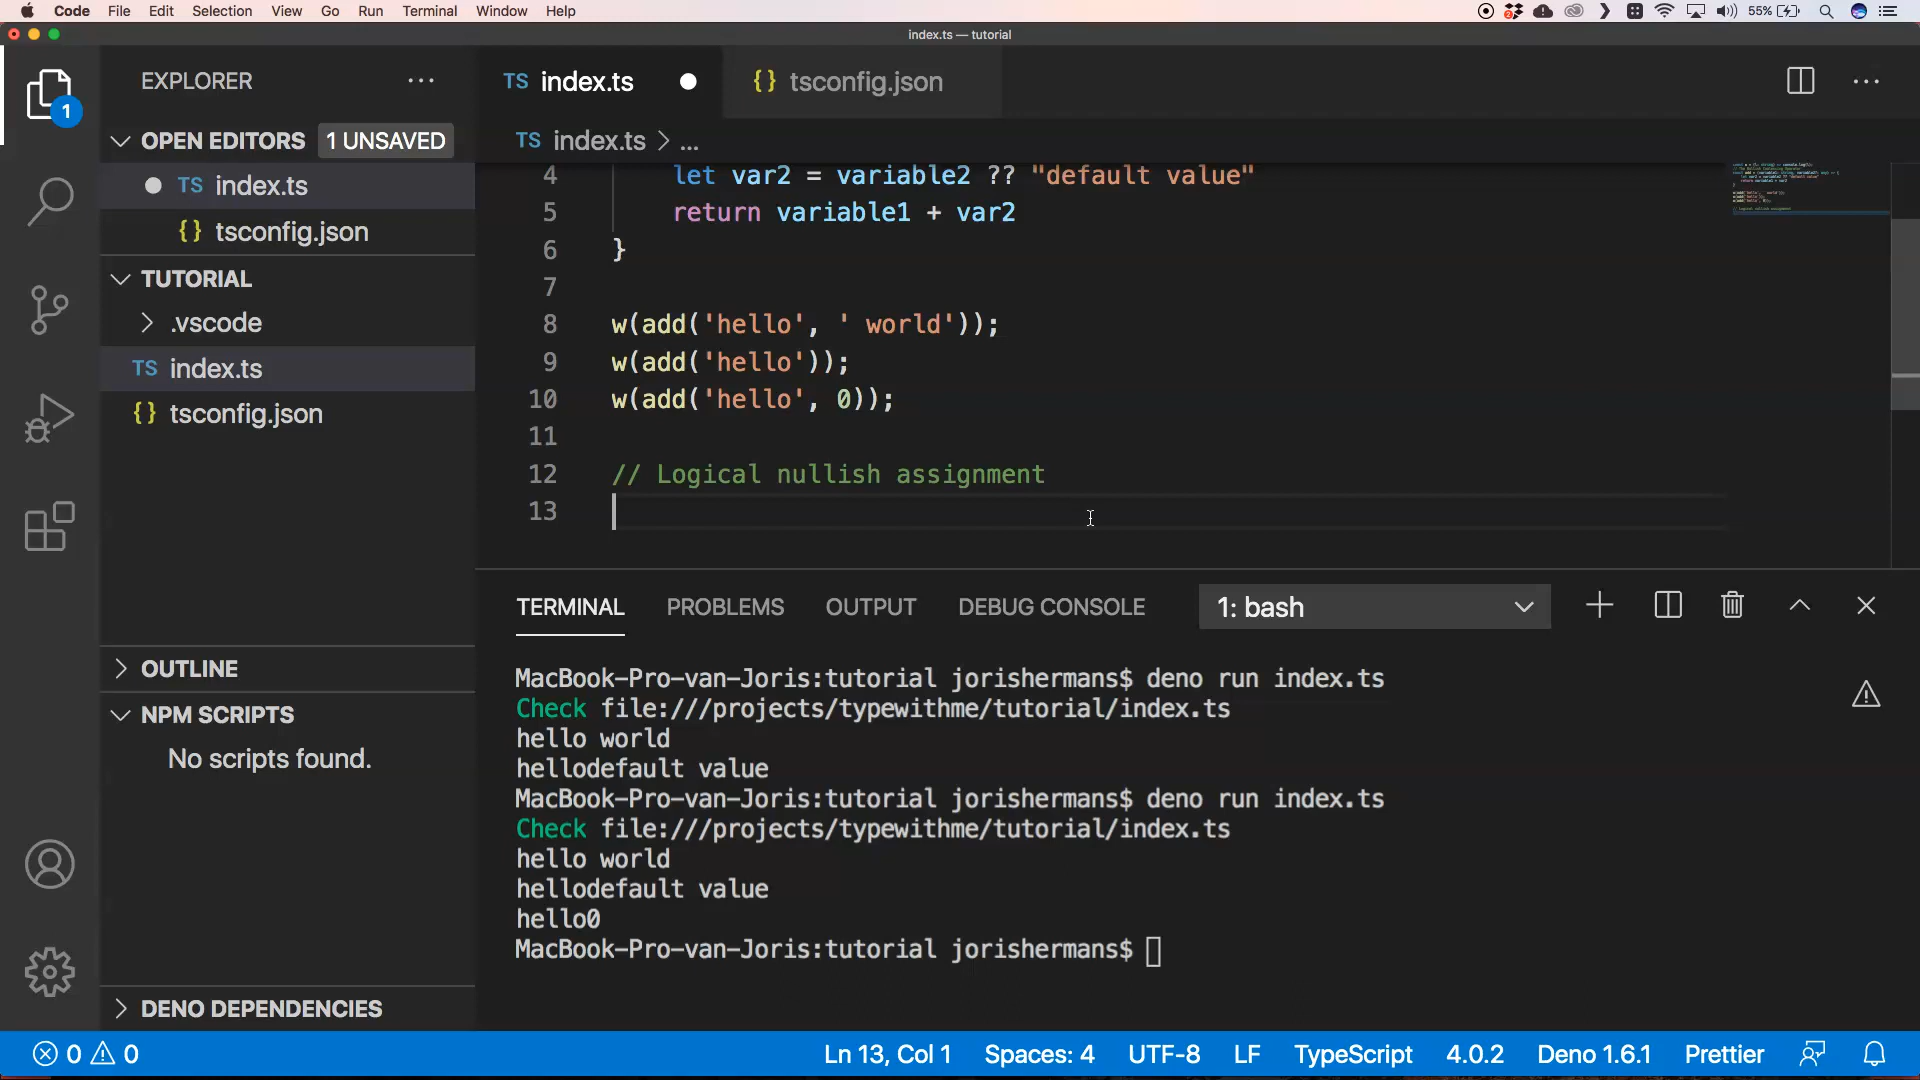 Code File Edit Selection View Go Run Terminal Window Help
2 55%
index.ts — tutorial
1
EXPLORER
OPEN EDITORS 1 UNSAVED
TS index.ts
{} tsconfig.json
TUTORIAL
.vscode
TS index.ts
{} tsconfig.json
OUTLINE
NPM SCRIPTS
No scripts found.
DENO DEPENDENCIES
TS index.ts {} tsconfig.json
TS index.ts > ...
4 let var2 = variable2 ?? "default value"
5 return variable1 + var2
6 }
7
8 w(add('hello', ' world'));
9 w(add('hello'));
10 w(add('hello', 0));
11
12 // Logical nullish assignment
13
TERMINAL PROBLEMS OUTPUT DEBUG CONSOLE 1: bash
MacBook-Pro-van-Joris:tutorial jorishermans$ deno run index.ts
Check file:///projects/typewithme/tutorial/index.ts
hello world
hellodefault value
MacBook-Pro-van-Joris:tutorial jorishermans$ deno run index.ts
Check file:///projects/typewithme/tutorial/index.ts
hello world
hellodefault value
hello0
MacBook-Pro-van-Joris:tutorial jorishermans$
0 0 Ln 13, Col 1 Spaces: 4 UTF-8 LF TypeScript 4.0.2 Deno 1.6.1 Prettier